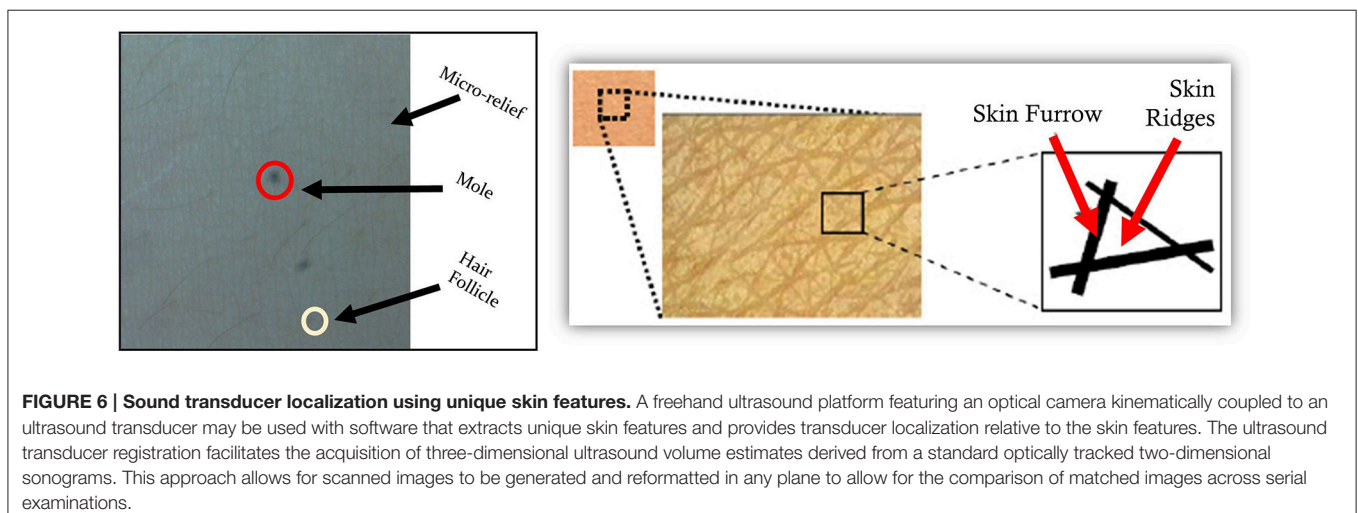 Micro-relief
Mole
Hair
Follicle
Skin Furrow
Skin
Ridges
FIGURE 6 | Sound transducer localization using unique skin features. A freehand ultrasound platform featuring an optical camera kinematically coupled to an
ultrasound transducer may be used with software that extracts unique skin features and provides transducer localization relative to the skin features. The ultrasound
transducer registration facilitates the acquisition of three-dimensional ultrasound volume estimates derived from a standard optically tracked two-dimensional
sonograms. This approach allows for scanned images to be generated and reformatted in any plane to allow for the comparison of matched images across serial
examinations.